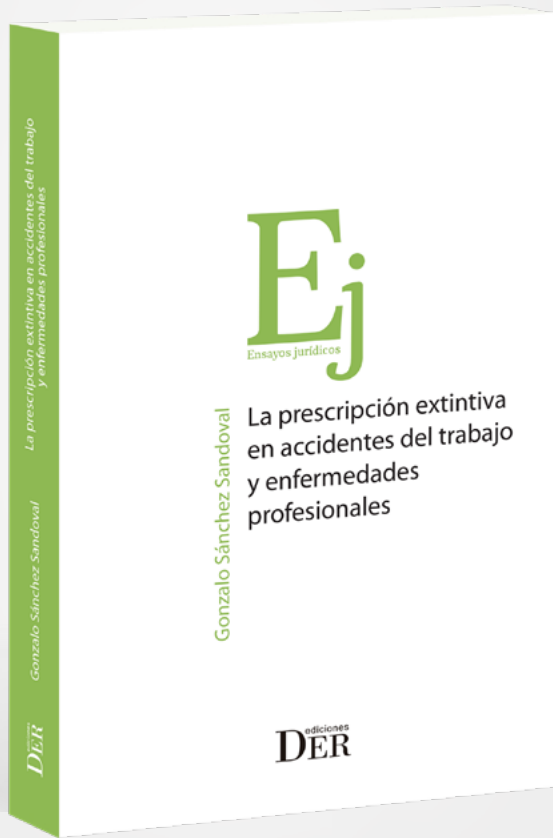 La prescripción extintiva en accidentes del trabajo
y enfermedades profesionales
Gonzalo Sánchez Sandoval
ediciones
DER
Ej
Ensayos jurídicos
Gonzalo Sánchez Sandoval
La prescripción extintiva
en accidentes del trabajo
y enfermedades
profesionales
ediciones
DER